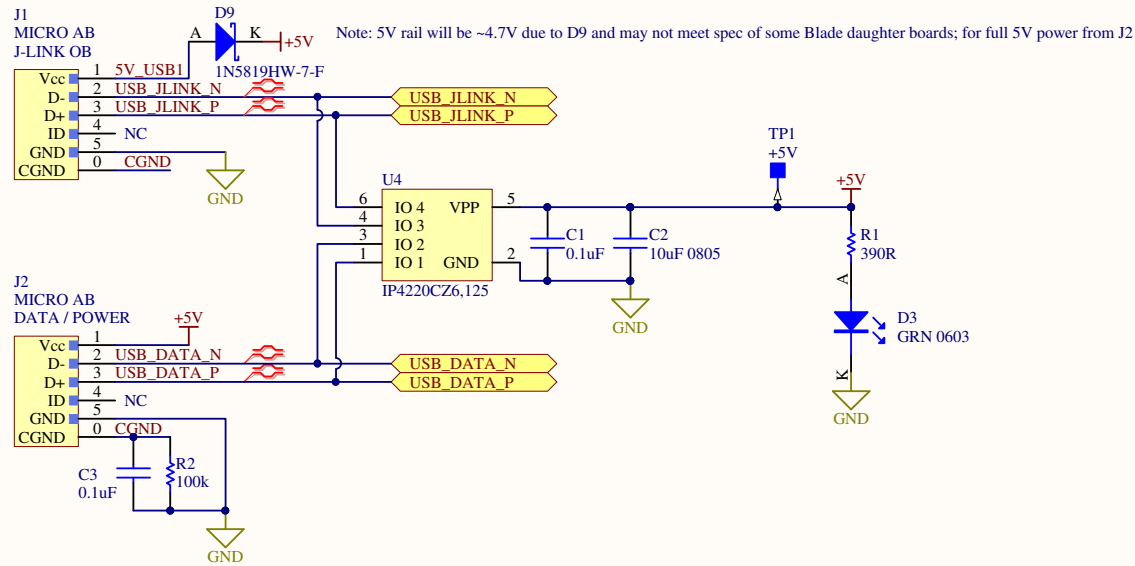 J1
MICRO AB
J-LINK OB
D9
A
K
+5V
1N5819HW-7-F
Note: 5V rail will be ~4.7V due to D9 and may not meet spec of some Blade daughter boards; for full 5V power from J2
Vcc 1 5V_USB1
D- 2 USB_JLINK_N
D+ 3 USB_JLINK_P
ID 4 NC
GND 5
CGND 0 CGND
USB_JLINK_N
USB_JLINK_P
GND
U4
6 IO 4 VPP 5
4 IO 3
3 IO 2
1 IO 1 GND 2
IP4220CZ6,125
C1
0.1uF
C2
10uF 0805
GND
TP1
+5V
+5V
R1
390R
A
D3
GRN 0603
K
GND
J2
MICRO AB
DATA / POWER
+5V
Vcc 1
D- 2 USB_DATA_N
D+ 3 USB_DATA_P
ID 4 NC
GND 5
CGND 0 CGND
USB_DATA_N
USB_DATA_P
C3
0.1uF
R2
100k
GND